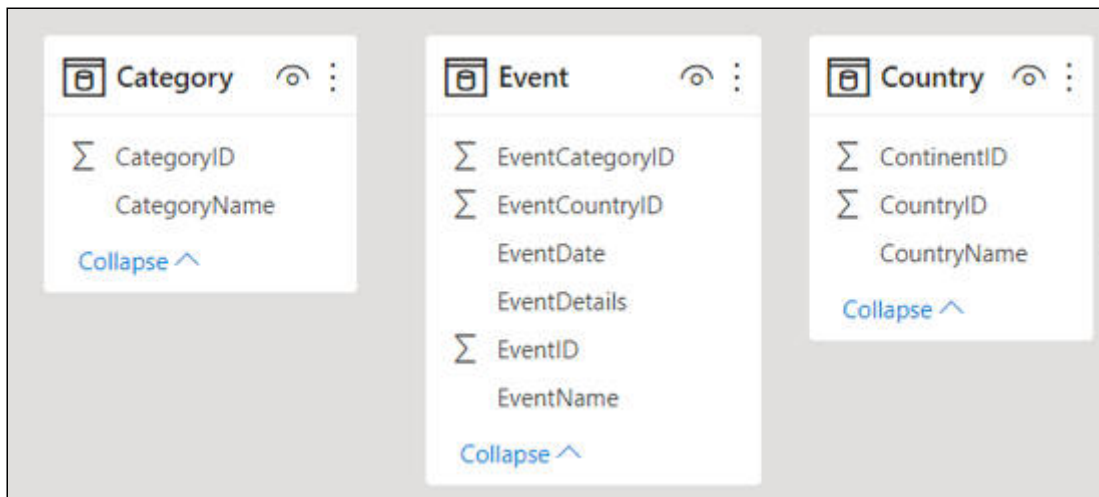 Category
CategoryID
CategoryName
Collapse
Event
EventCategoryID
EventCountryID
EventDate
EventDetails
EventID
EventName
Collapse
Country
ContinentID
CountryID
CountryName
Collapse